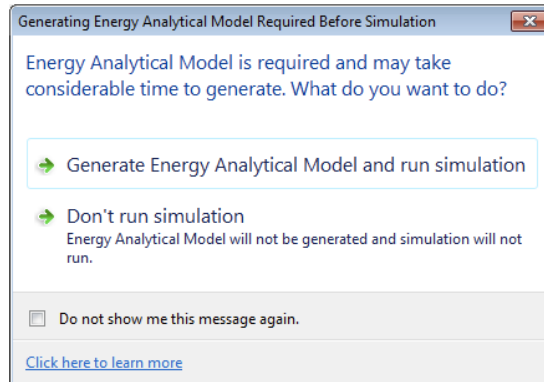 Generating Energy Analytical Model Required Before Simulation
Energy Analytical Model is required and may take
considerable time to generate. What do you want to do?
Generate Energy Analytical Model and run simulation
Don't run simulation
Energy Analytical Model will not be generated and simulation will not
run.
Do not show me this message again.
Click here to learn more